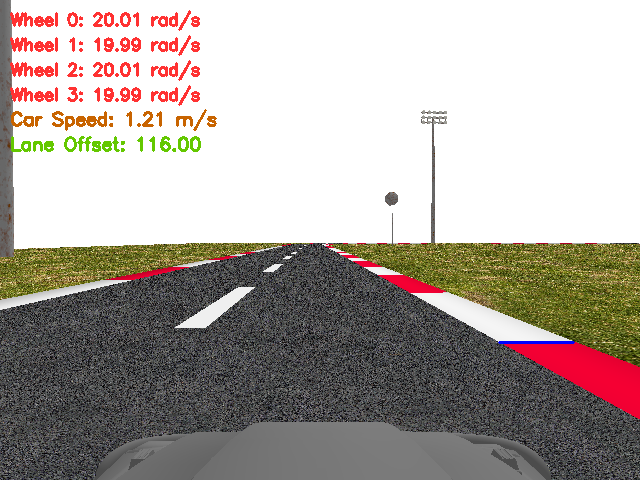 Wheel 0: 20.01 rad/s
Wheel 1: 19.99 rad/s
Wheel 2: 20.01 rad/s
Wheel 3: 19.99 rad/s
Car Speed: 1.21 m/s
Lane Offset: 116.00